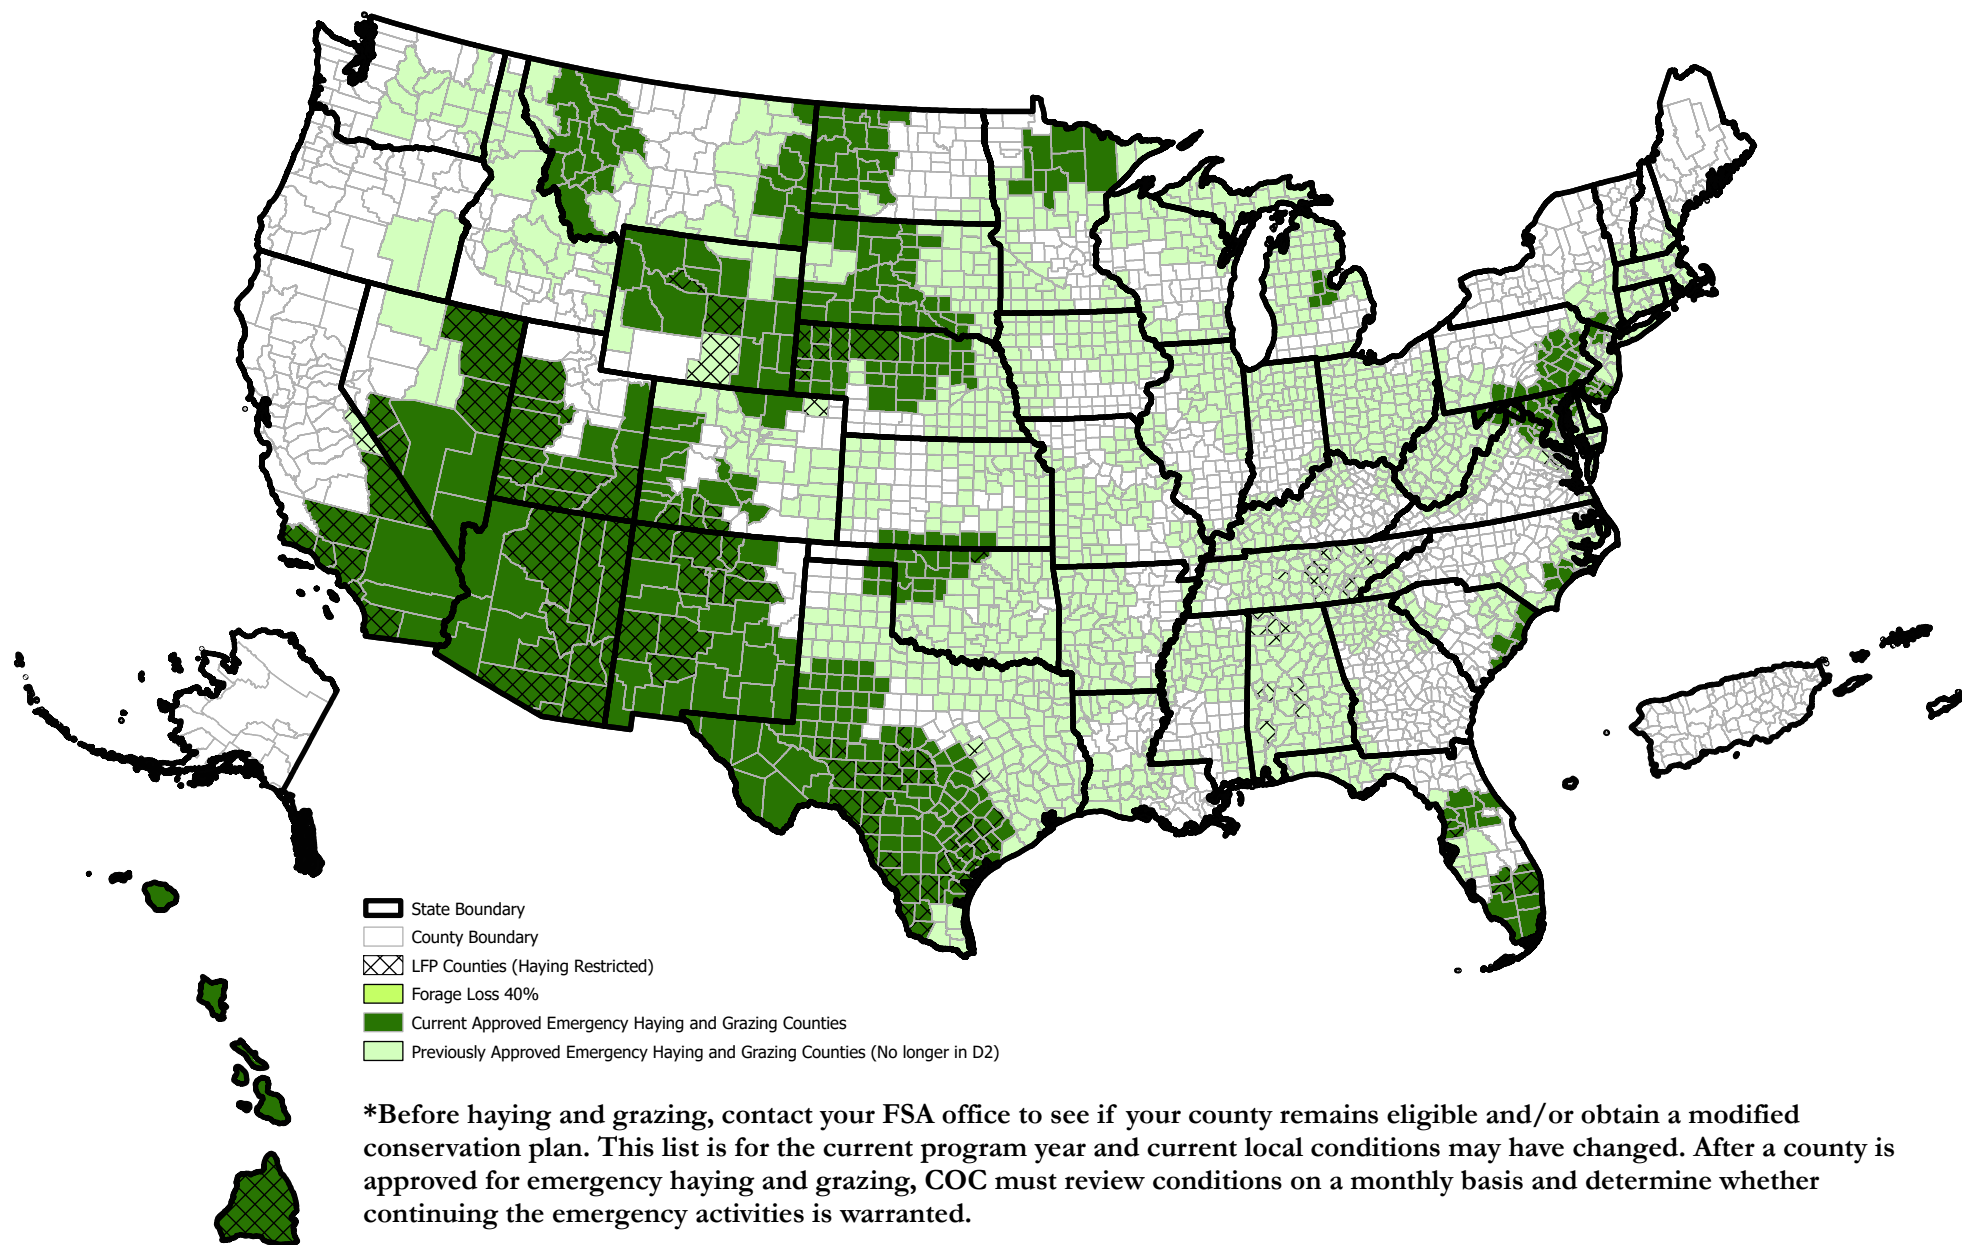 State Boundary
County Boundary
LFP Counties (Haying Restricted)
Forage Loss 40%
Current Approved Emergency Haying and Grazing Counties
Previously Approved Emergency Haying and Grazing Counties (No longer in D2)
*Before haying and grazing, contact your FSA office to see if your county remains eligible and/or obtain a modified
conservation plan. This list is for the current program year and current local conditions may have changed. After a county is
approved for emergency haying and grazing, COC must review conditions on a monthly basis and determine whether
continuing the emergency activities is warranted.